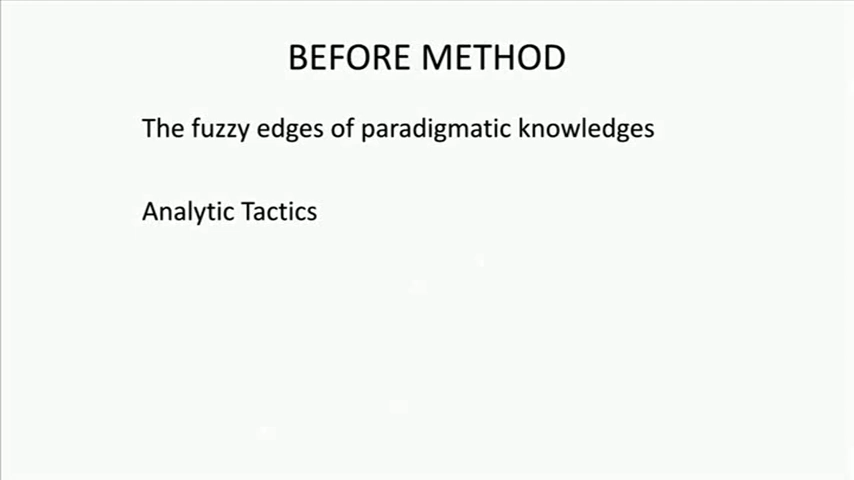 BEFORE METHOD
The fuzzy edges of paradigmatic knowledges
Analytic Tactics